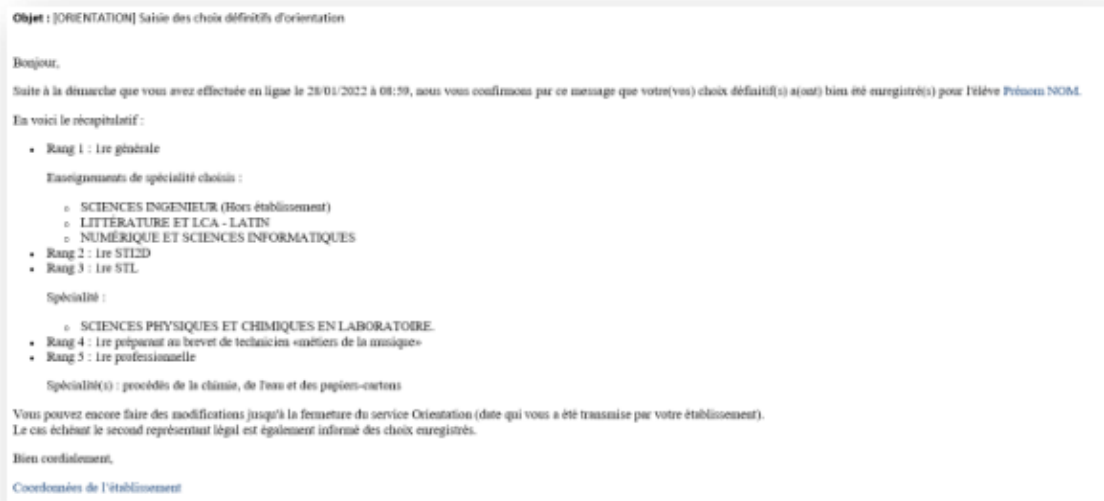 Objet : [ORIENTATION] Saisie des choix définitifs d'orientation
Bonjour,
Suite à la démarche que vous avez effectuée en ligne le 28/01/2022 à 08:59, nous vous confirmons par ce message que votre(vos) choix définitif(s) a(ont) bien été enregistré(s) pour l'élève Prénom NOM.
En voici le récapitulatif :
• Rang 1 : 1re générale
Enseignements de spécialité choisis :
o SCIENCES INGENIEUR (Hors établissement)
o LITTÉRATURE ET LCA - LATIN
o NUMÉRIQUE ET SCIENCES INFORMATIQUES
• Rang 2 : 1re STI2D
• Rang 3 : 1re STL
Spécialité :
o SCIENCES PHYSIQUES ET CHIMIQUES EN LABORATOIRE.
• Rang 4 : 1re préparant au brevet de technicien «métiers de la musique»
• Rang 5 : 1re professionnelle
Spécialité(s) : procédés de la chimie, de l'eau et des papiers-cartons
Vous pouvez encore faire des modifications jusqu'à la fermeture du service Orientation (date qui vous a été transmise par votre établissement).
Le cas échéant le second représentant légal est également informé des choix enregistrés.
Bien cordialement,
Coordonnées de l'établissement